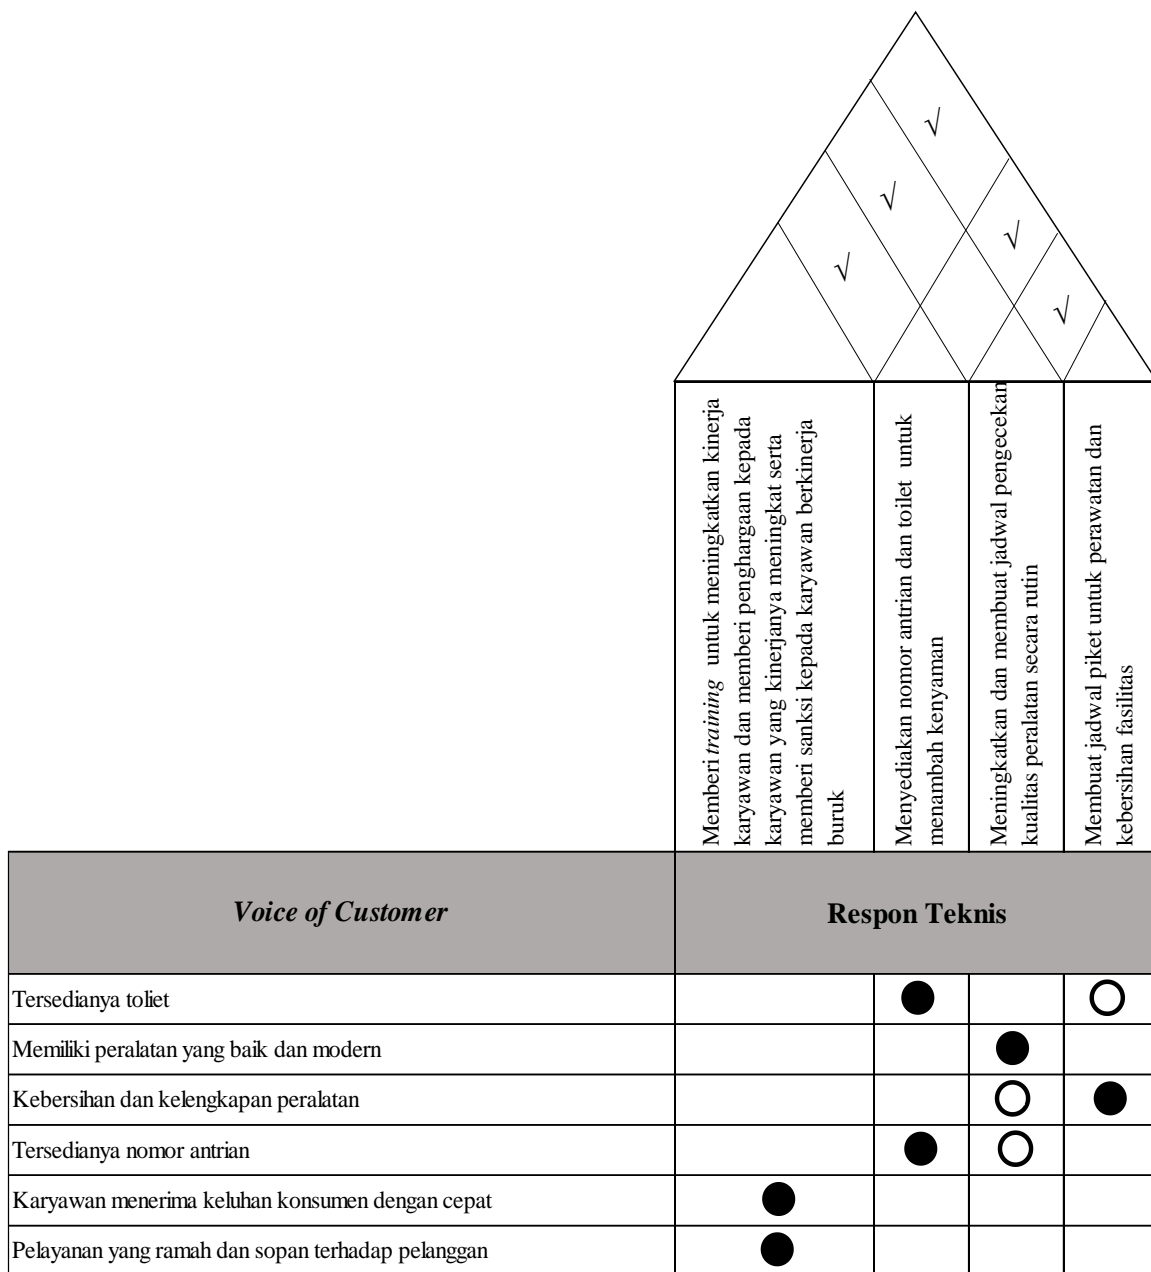 √
√
√
√
√
Memberi training untuk meningkatkan kinerja
karyawan dan memberi penghargaan kepada
karyawan yang kinerjanya meningkat serta
memberi sanksi kepada karyawan berkinerja
buruk
Menyediakan nomor antrian dan toilet untuk
menambah kenyaman
Meningkatkan dan membuat jadwal pengecekan
kualitas peralatan secara rutin
Membuat jadwal piket untuk perawatan dan
kebersihan fasilitas
Voice of Customer
Respon Teknis
Tersedianya toliet
Memiliki peralatan yang baik dan modern
Kebersihan dan kelengkapan peralatan
Tersedianya nomor antrian
Karyawan menerima keluhan konsumen dengan cepat
Pelayanan yang ramah dan sopan terhadap pelanggan